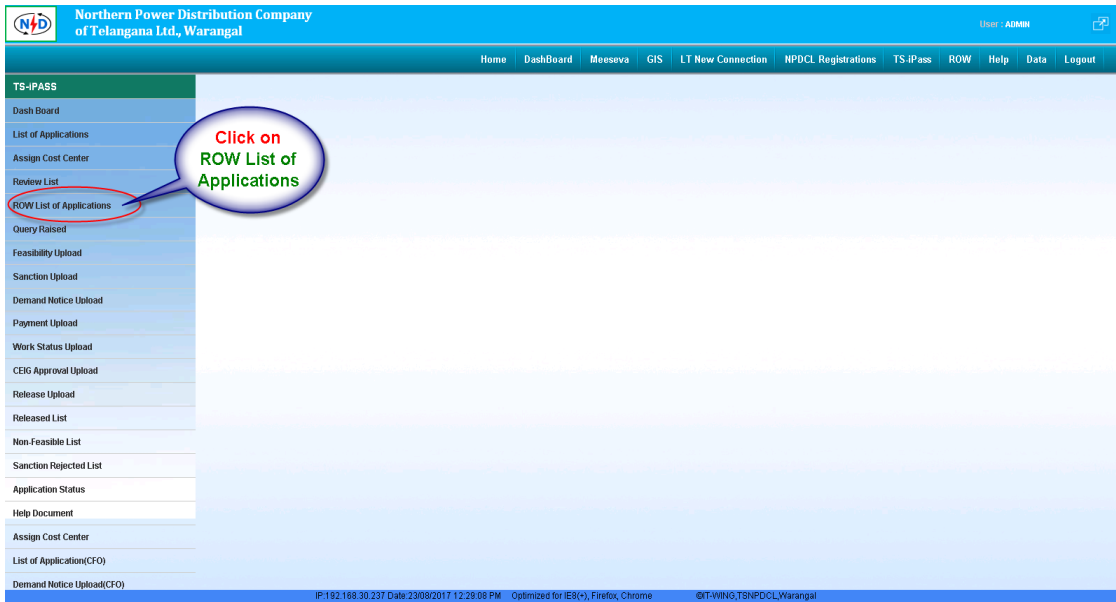 Northern Power Distribution Company
of Telangana Ltd., Warangal
User : ADMIN
Home DashBoard Meeseva GIS LT New Connection NPDCL Registrations TS-iPass ROW Help Data Logout
TS-iPASS
Dash Board
List of Applications
Assign Cost Center
Review List
ROW List of Applications
Query Raised
Feasibility Upload
Sanction Upload
Demand Notice Upload
Payment Upload
Work Status Upload
CEIG Approval Upload
Release Upload
Released List
Non-Feasible List
Sanction Rejected List
Application Status
Help Document
Assign Cost Center
List of Application(CFO)
Demand Notice Upload(CFO)
Click on
ROW List of
Applications
IP:192.168.30.237 Date:23/08/2017 12:29:08 PM Optimized for IE8(+), Firefox, Chrome ©IT-WING,TSNPDCL,Warangal